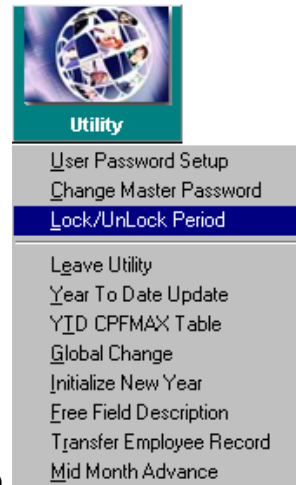 Utility
User Password Setup
Change Master Password
Lock/UnLock Period
Leave Utility
Year To Date Update
YTD CPFMAX Table
Global Change
Initialize New Year
Free Field Description
Transfer Employee Record
Mid Month Advance